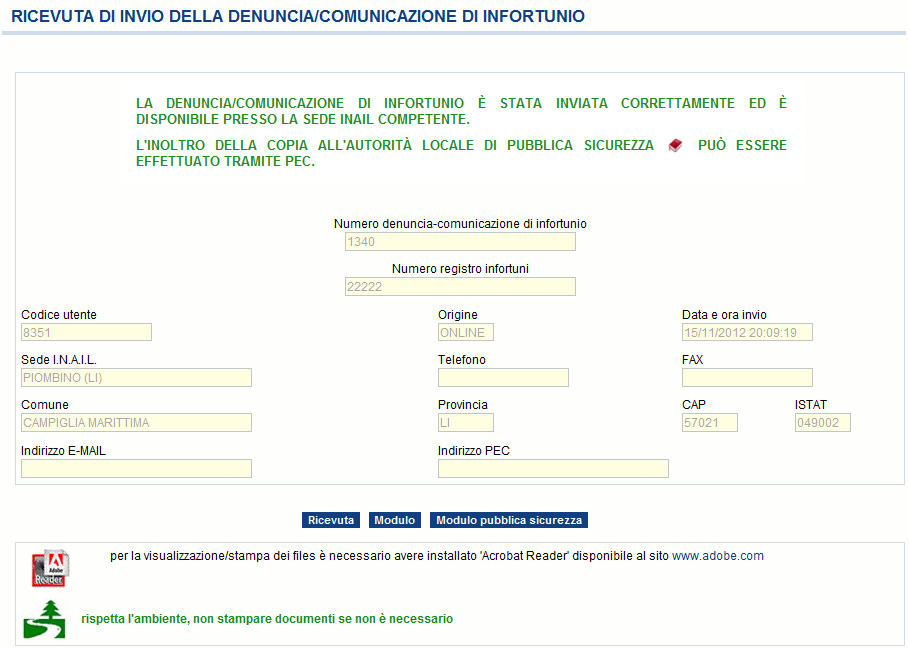 RICEVUTA DI INVIO DELLA DENUNCIA/COMUNICAZIONE DI INFORTUNIO
LA DENUNCIA/COMUNICAZIONE DI INFORTUNIO È STATA INVIATA CORRETTAMENTE ED È
DISPONIBILE PRESSO LA SEDE INAIL COMPETENTE.
L'INOLTRO DELLA COPIA ALL'AUTORITÀ LOCALE DI PUBBLICA SICUREZZA PUÒ ESSERE
EFFETTUATO TRAMITE PEC.
Numero denuncia-comunicazione di infortunio
1340
Numero registro infortuni
22222
Codice utente Origine Data e ora invio
8351 ONLINE 15/11/2012 20:09:19
Sede I.N.A.I.L. Telefono FAX
PIOMBINO (LI)
Comune Provincia CAP ISTAT
CAMPIGLIA MARITTIMA LI 57021 049002
Indirizzo E-MAIL Indirizzo PEC
Ricevuta Modulo Modulo pubblica sicurezza
per la visualizzazione/stampa dei files è necessario avere installato 'Acrobat Reader' disponibile al sito www.adobe.com
Adobe
Reader
rispetta l'ambiente, non stampare documenti se non è necessario